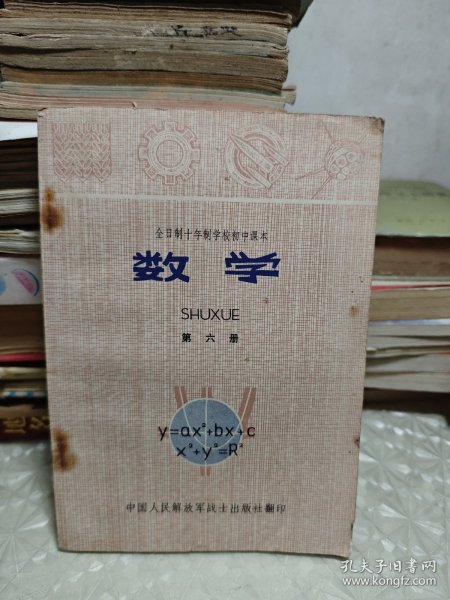 全日制十年制学校初中课本
数学
SHUXUE
第六册
y=ax²+bx+c
x²+y²=R²
中国人民解放军战士出版社翻印
孔夫子旧书网
www.kongfz.com